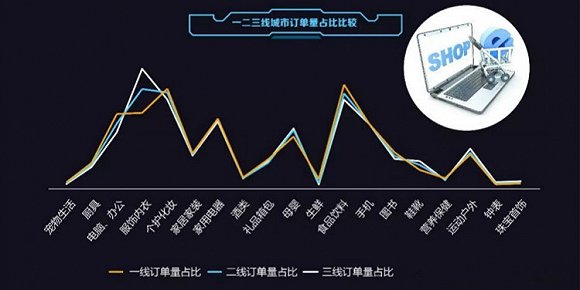 一二三线城市订单量占比比较
SHOP
宠物生活
厨具
电脑、办公
服饰内衣
个护化妆
家居家装
家用电器
酒类
礼品箱包
母婴
生鲜
食品饮料
手机
图书
鞋靴
营养保健
运动户外
钟表
珠宝首饰
一线订单量占比
二线订单量占比
三线订单量占比